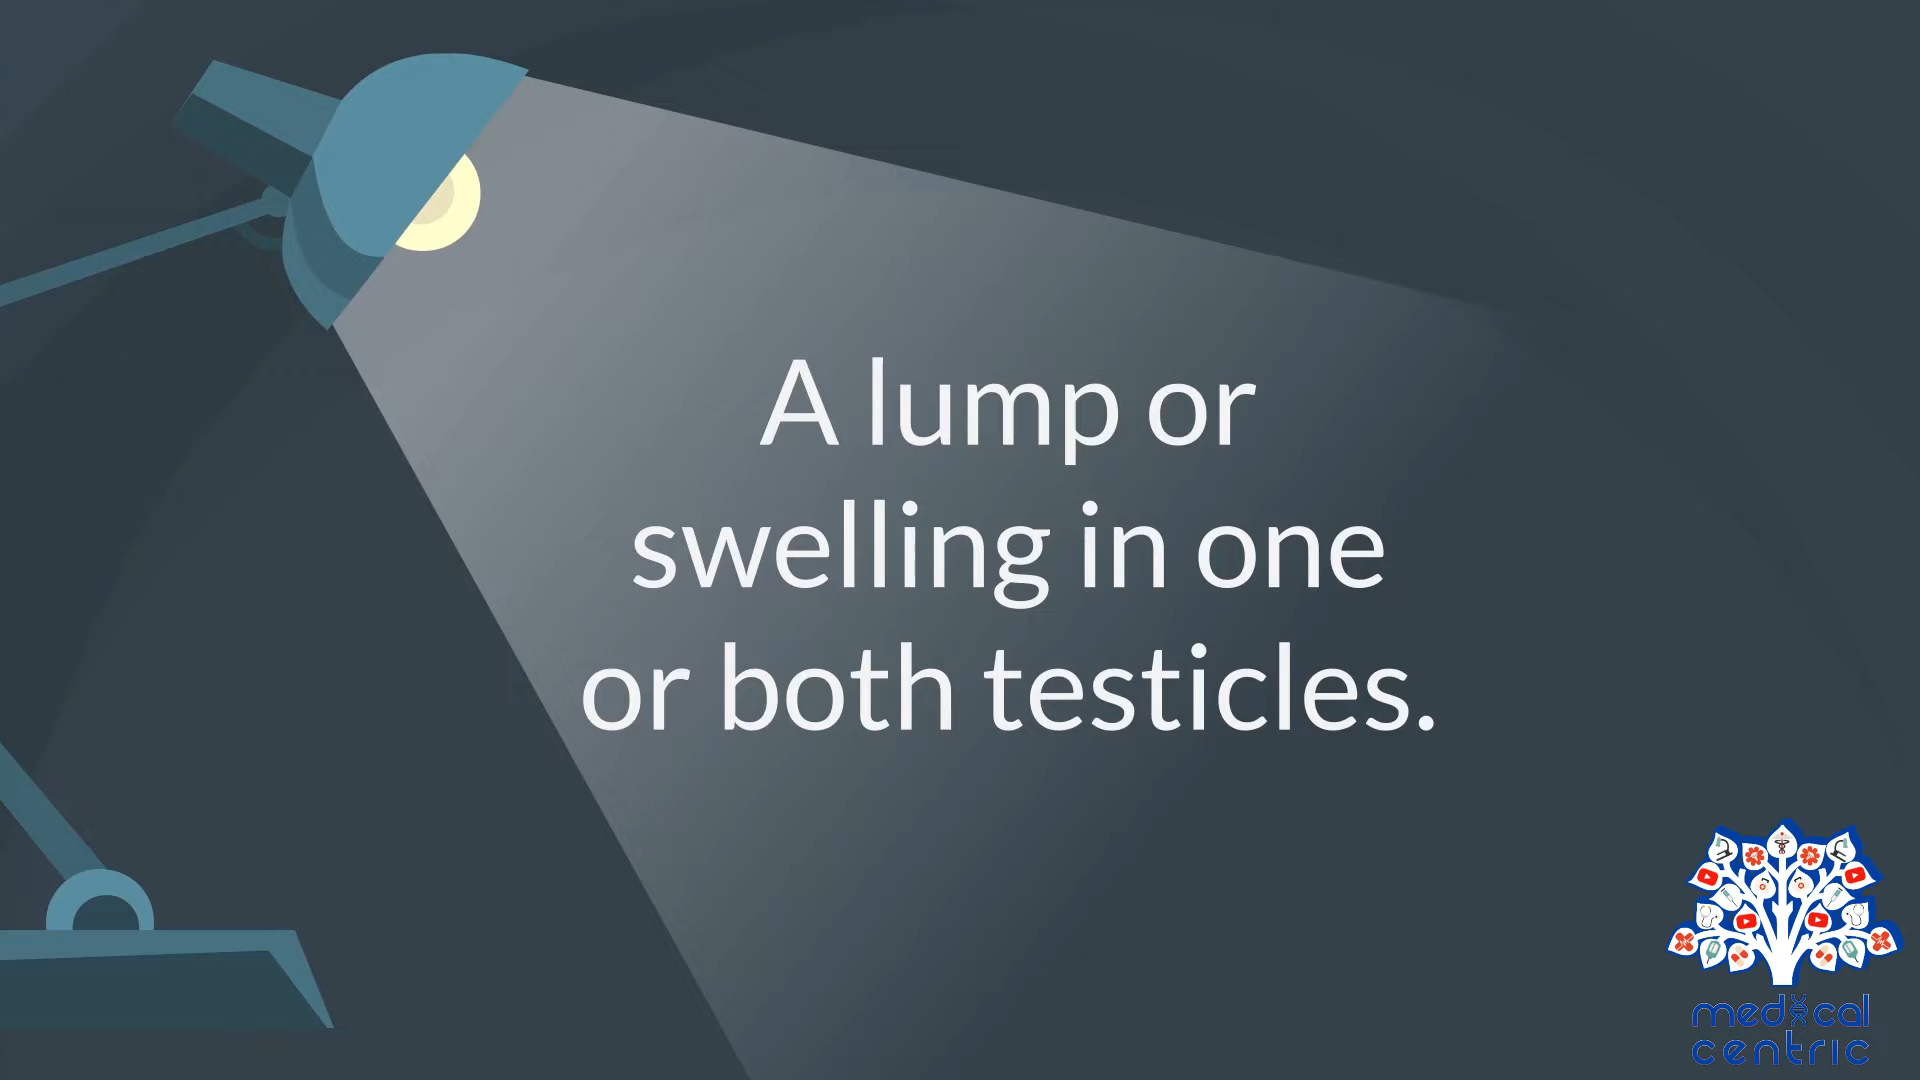 A lump or
swelling in one
or both testicles.
medical
centric